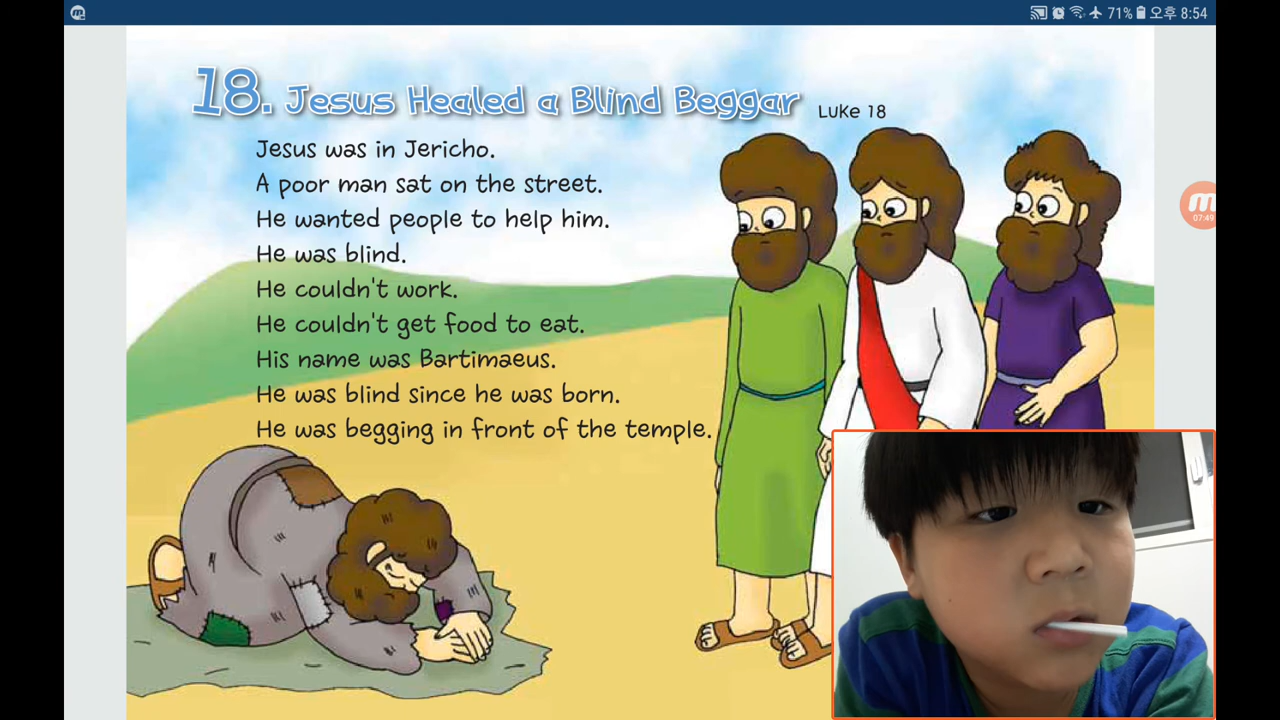 71% 오후 8:54
18. Jesus Healed a Blind Beggar Luke 18
Jesus was in Jericho.
A poor man sat on the street.
He wanted people to help him.
He was blind.
He couldn't work.
He couldn't get food to eat.
His name was Bartimaeus.
He was blind since he was born.
He was begging in front of the temple.
M
07:49